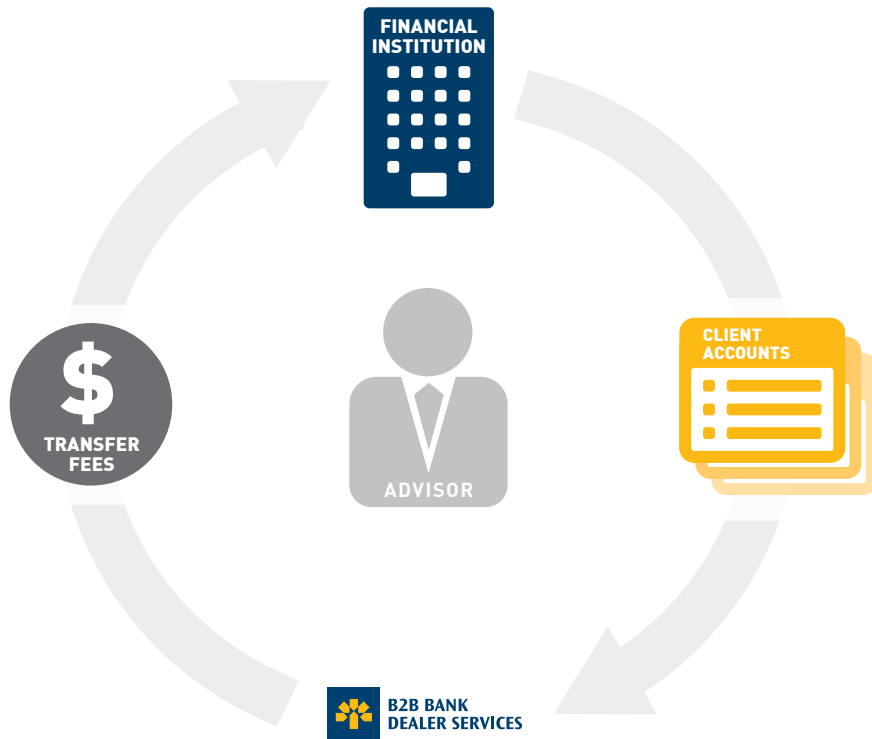 FINANCIAL
INSTITUTION
CLIENT
ACCOUNTS
$
TRANSFER
FEES
ADVISOR
B2B BANK
DEALER SERVICES